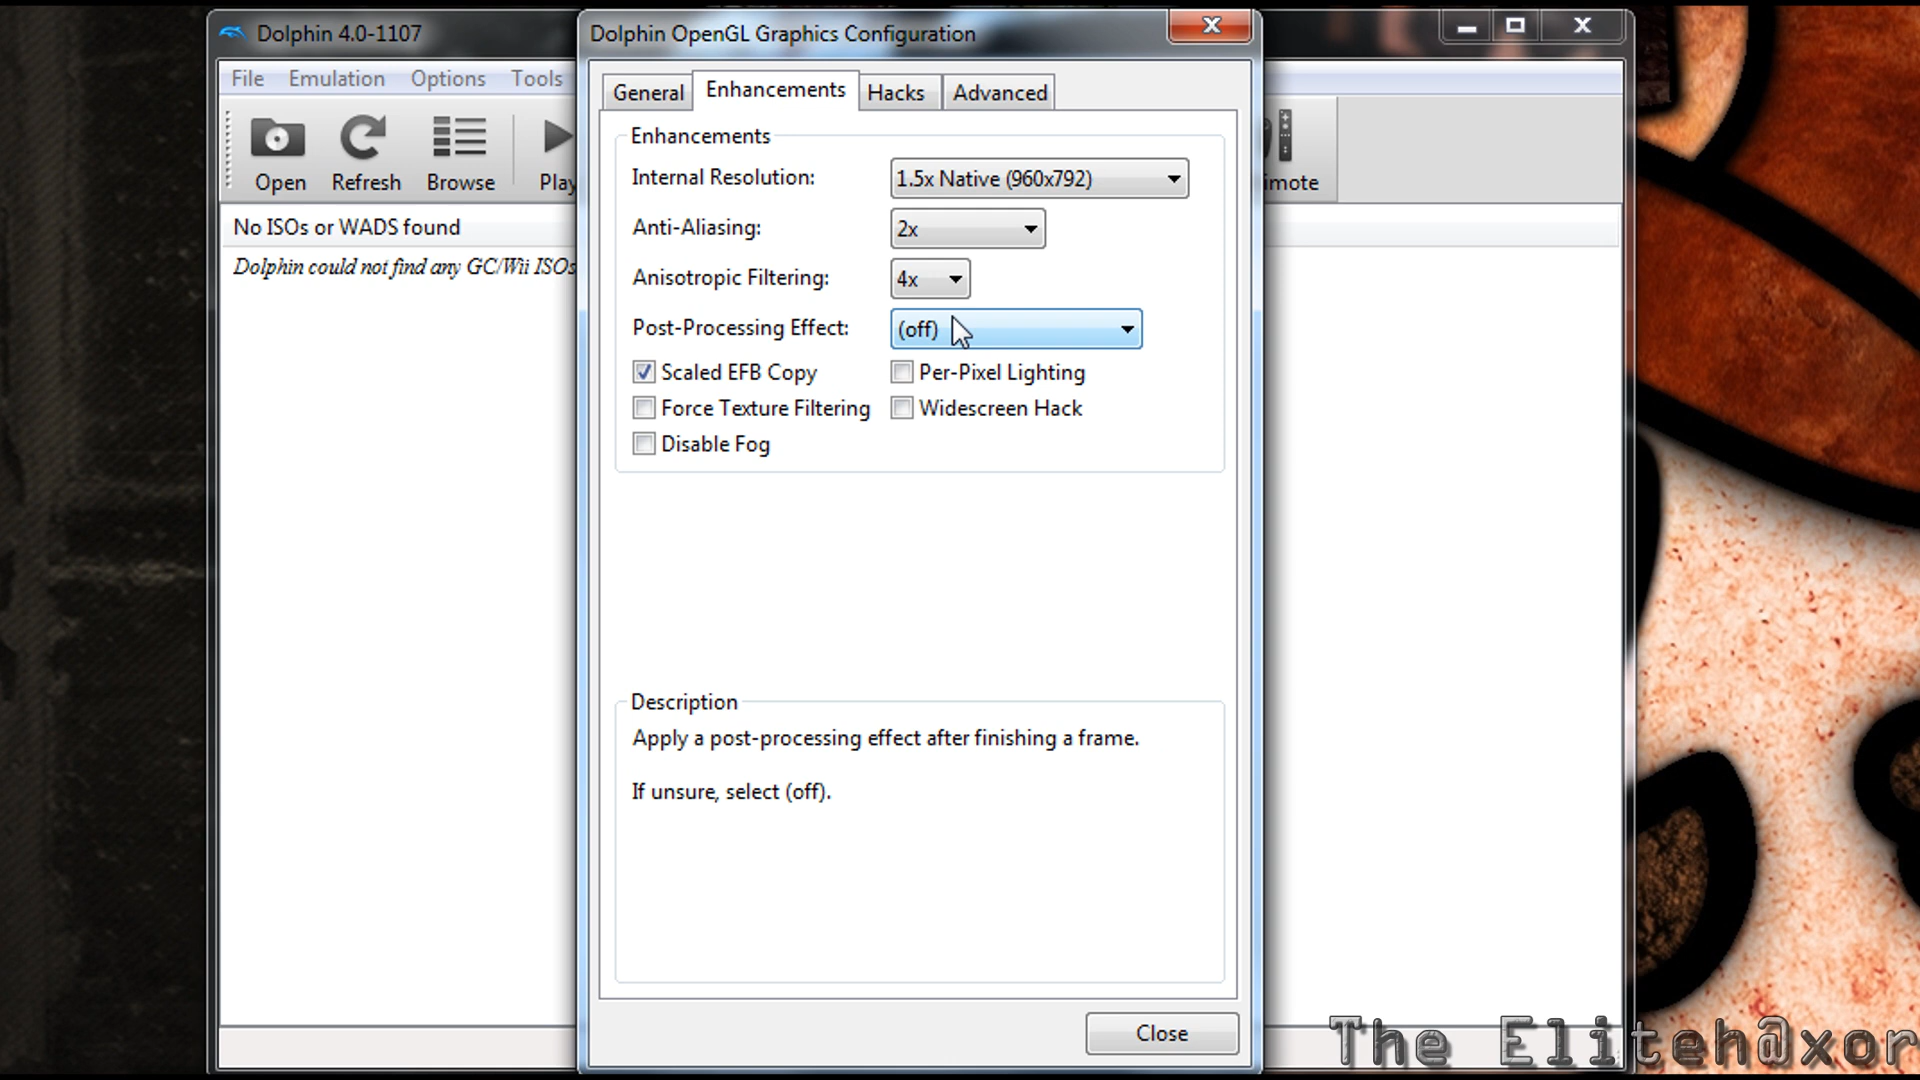 Dolphin 4.0-1107
Dolphin OpenGL Graphics Configuration
File Emulation Options Tools
General Enhancements Hacks Advanced
Open Refresh Browse Play imote
No ISOs or WADS found
Dolphin could not find any GC/Wii ISOs
Enhancements
Internal Resolution: 1.5x Native (960x792)
Anti-Aliasing: 2x
Anisotropic Filtering: 4x
Post-Processing Effect: (off)
Scaled EFB Copy Per-Pixel Lighting
Force Texture Filtering Widescreen Hack
Disable Fog
Description
Apply a post-processing effect after finishing a frame.
If unsure, select (off).
Close
The Eliteh@xor